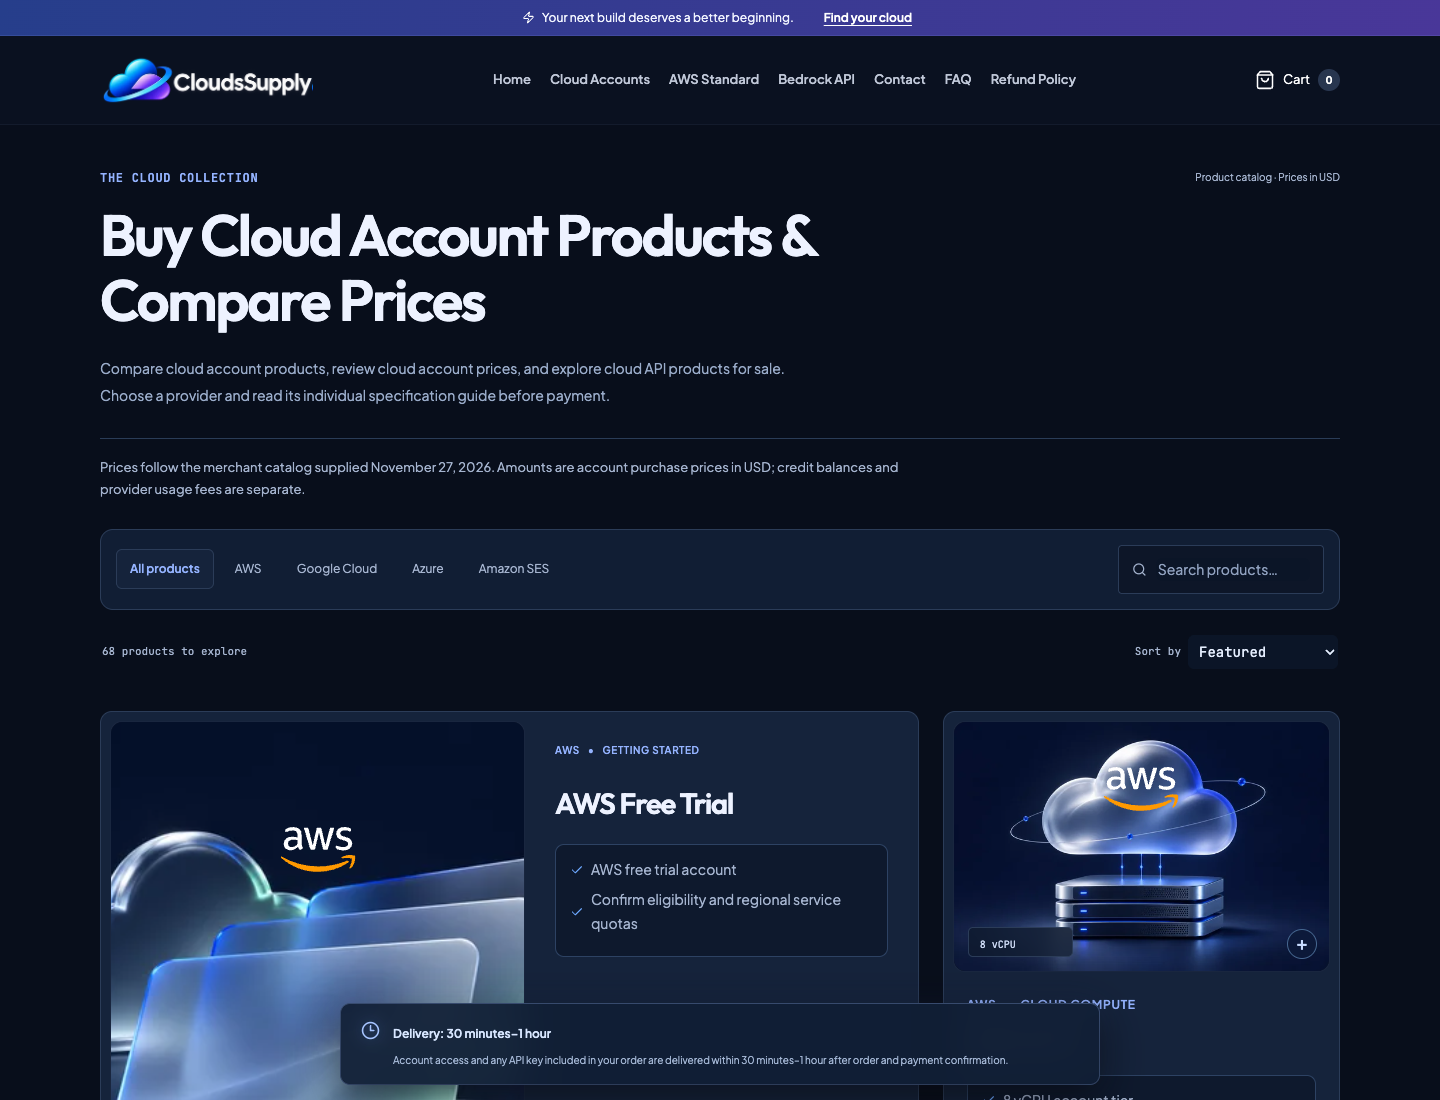 Your next build deserves a better beginning. Find your cloud
CloudsSupply
Home Cloud Accounts AWS Standard Bedrock API Contact FAQ Refund Policy
Cart 0
THE CLOUD COLLECTION
Product catalog · Prices in USD
Buy Cloud Account Products &
Compare Prices
Compare cloud account products, review cloud account prices, and explore cloud API products for sale.
Choose a provider and read its individual specification guide before payment.
Prices follow the merchant catalog supplied November 27, 2026. Amounts are account purchase prices in USD; credit balances and
provider usage fees are separate.
All products AWS Google Cloud Azure Amazon SES
Search products...
68 products to explore
Sort by Featured
aws
AWS • GETTING STARTED
AWS Free Trial
AWS free trial account
Confirm eligibility and regional service
quotas
aws
8 vCPU
+
AWS CLOUD COMPUTE
8 vCPU account tier
Delivery: 30 minutes–1 hour
Account access and any API key included in your order are delivered within 30 minutes–1 hour after order and payment confirmation.